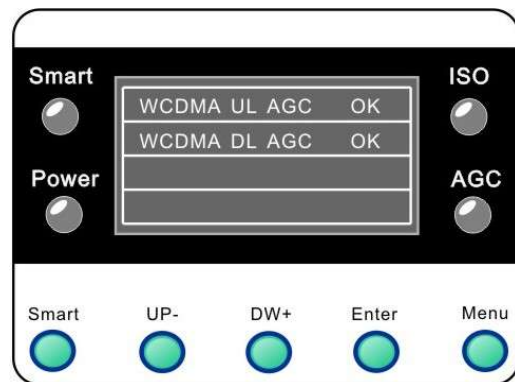 Smart
ISO
WCDMA UL AGC OK
WCDMA DL AGC OK
Power
AGC
Smart UP- DW+ Enter Menu